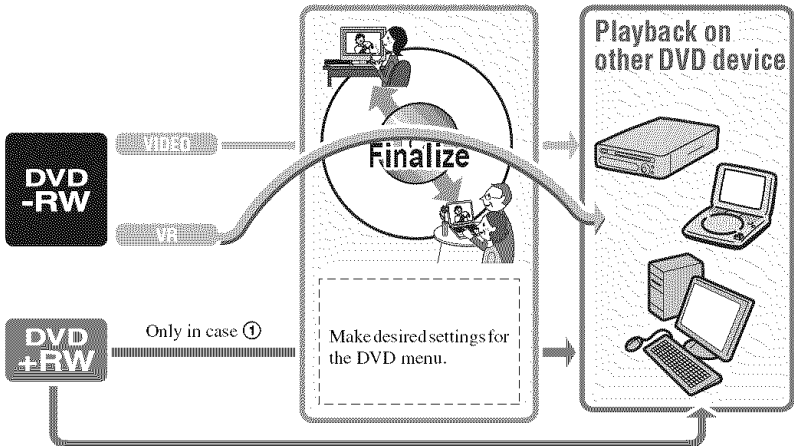 Playback on
other DVD device
VIDEO
Finalize
DVD
-RW
VR
DVD
+RW
Only in case ①
Make desired settings for
the DVD menu.